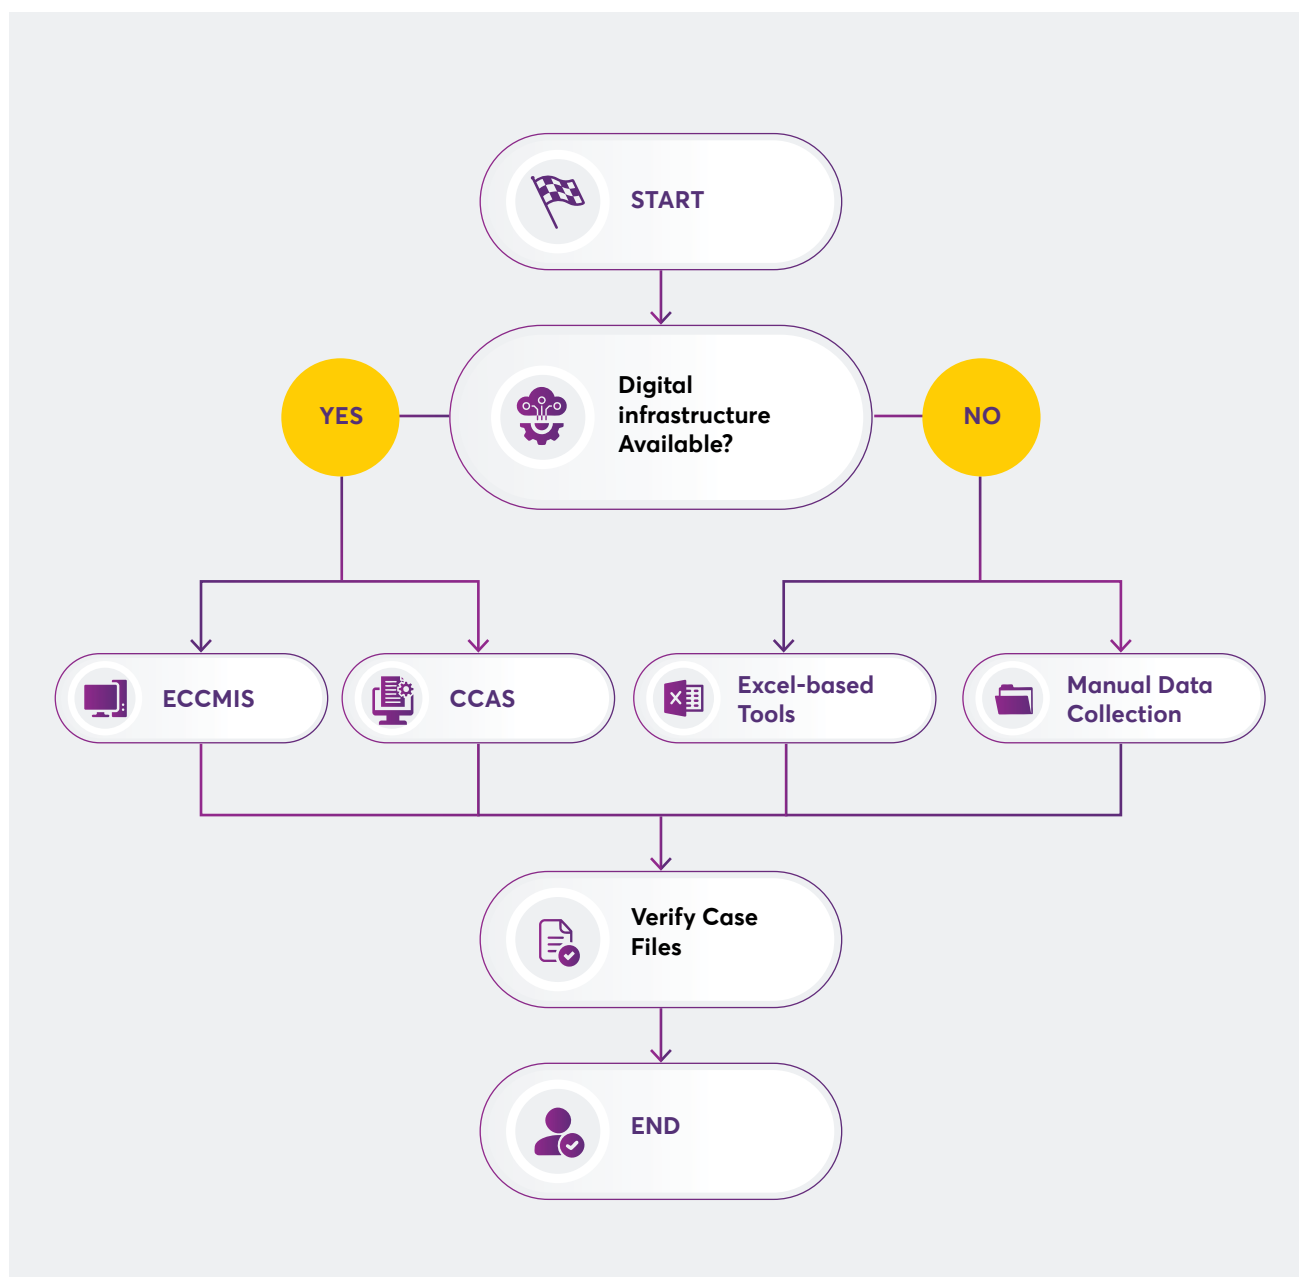 START
Digital
infrastructure
Available?
YES
NO
ECCMIS
CCAS
Excel-based
Tools
Manual Data
Collection
Verify Case
Files
END